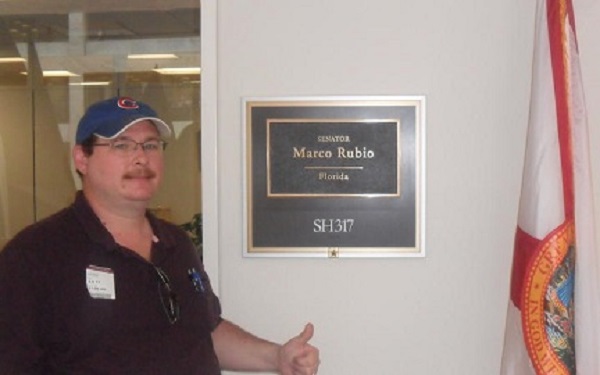 SENATOR
Marco Rubio
Florida
SH317
C